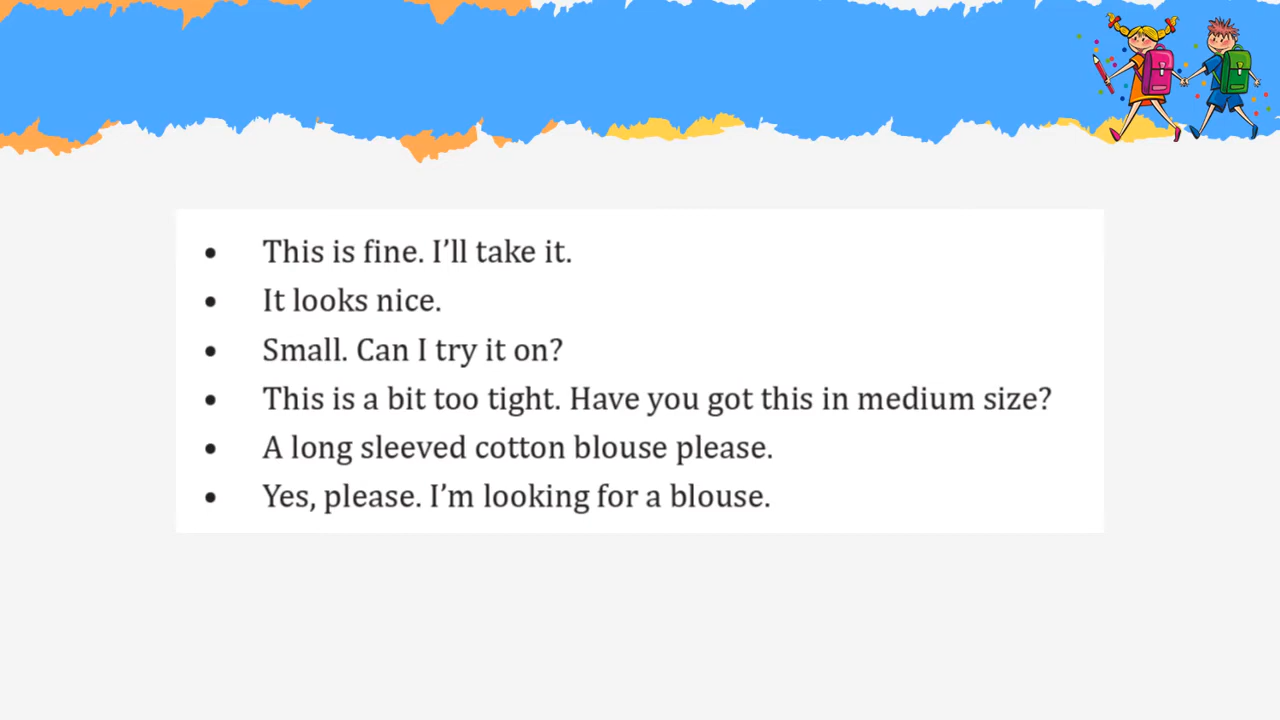 • This is fine. I'll take it.
• It looks nice.
• Small. Can I try it on?
• This is a bit too tight. Have you got this in medium size?
• A long sleeved cotton blouse please.
• Yes, please. I'm looking for a blouse.